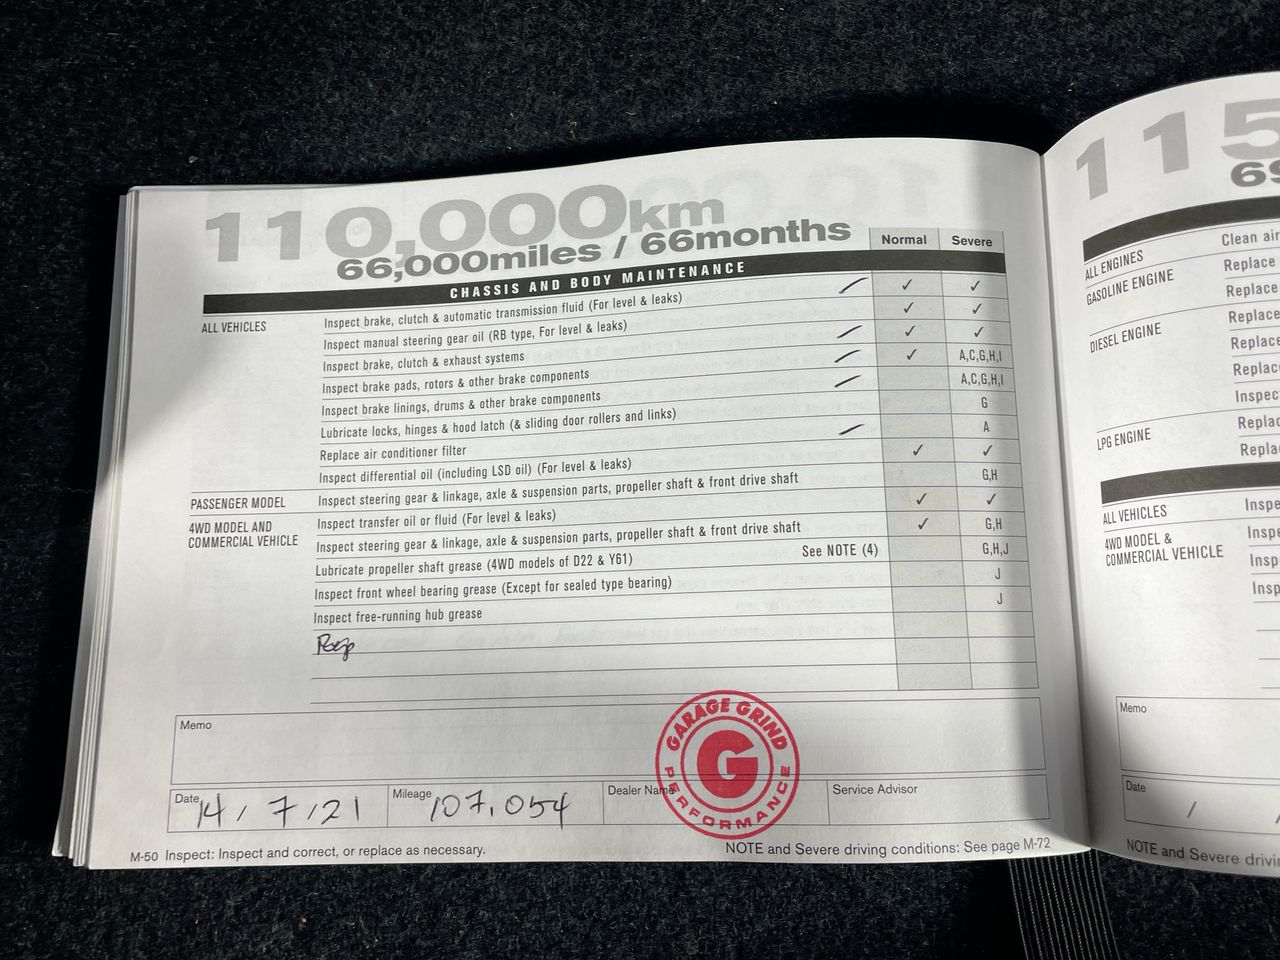 110,000km
66,000miles / 66months
Normal Severe
CHASSIS AND BODY MAINTENANCE
ALL VEHICLES Inspect brake, clutch & automatic transmission fluid (For level & leaks) ✓ ✓
Inspect manual steering gear oil (RB type, For level & leaks) ✓ ✓
Inspect brake, clutch & exhaust systems ✓ ✓
Inspect brake pads, rotors & other brake components ✓ A,C,G,H,I
Inspect brake linings, drums & other brake components A,C,G,H,I
Lubricate locks, hinges & hood latch (& sliding door rollers and links) G
Replace air conditioner filter A
Inspect differential oil (including LSD oil) (For level & leaks) ✓ ✓
PASSENGER MODEL Inspect steering gear & linkage, axle & suspension parts, propeller shaft & front drive shaft G,H
4WD MODEL AND Inspect transfer oil or fluid (For level & leaks) ✓ ✓
COMMERCIAL VEHICLE Inspect steering gear & linkage, axle & suspension parts, propeller shaft & front drive shaft ✓ G,H
Lubricate propeller shaft grease (4WD models of D22 & Y61) See NOTE (4) G,H,J
Inspect front wheel bearing grease (Except for sealed type bearing) J
Inspect free-running hub grease J
Memo
GARAGE GRIND
G
PERFORMANCE
Date 14/7/21 Mileage 107,054 Dealer Name Service Advisor
M-50 Inspect: Inspect and correct, or replace as necessary. NOTE and Severe driving conditions: See page M-72
115
69
ALL ENGINES Clean air
GASOLINE ENGINE Replace
Replace
DIESEL ENGINE Replace
Replace
Replace
Inspec
LPG ENGINE Replac
Repla
ALL VEHICLES Inspe
4WD MODEL & Inspe
COMMERCIAL VEHICLE Insp
Insp
Memo
Date / /
NOTE and Severe drivin